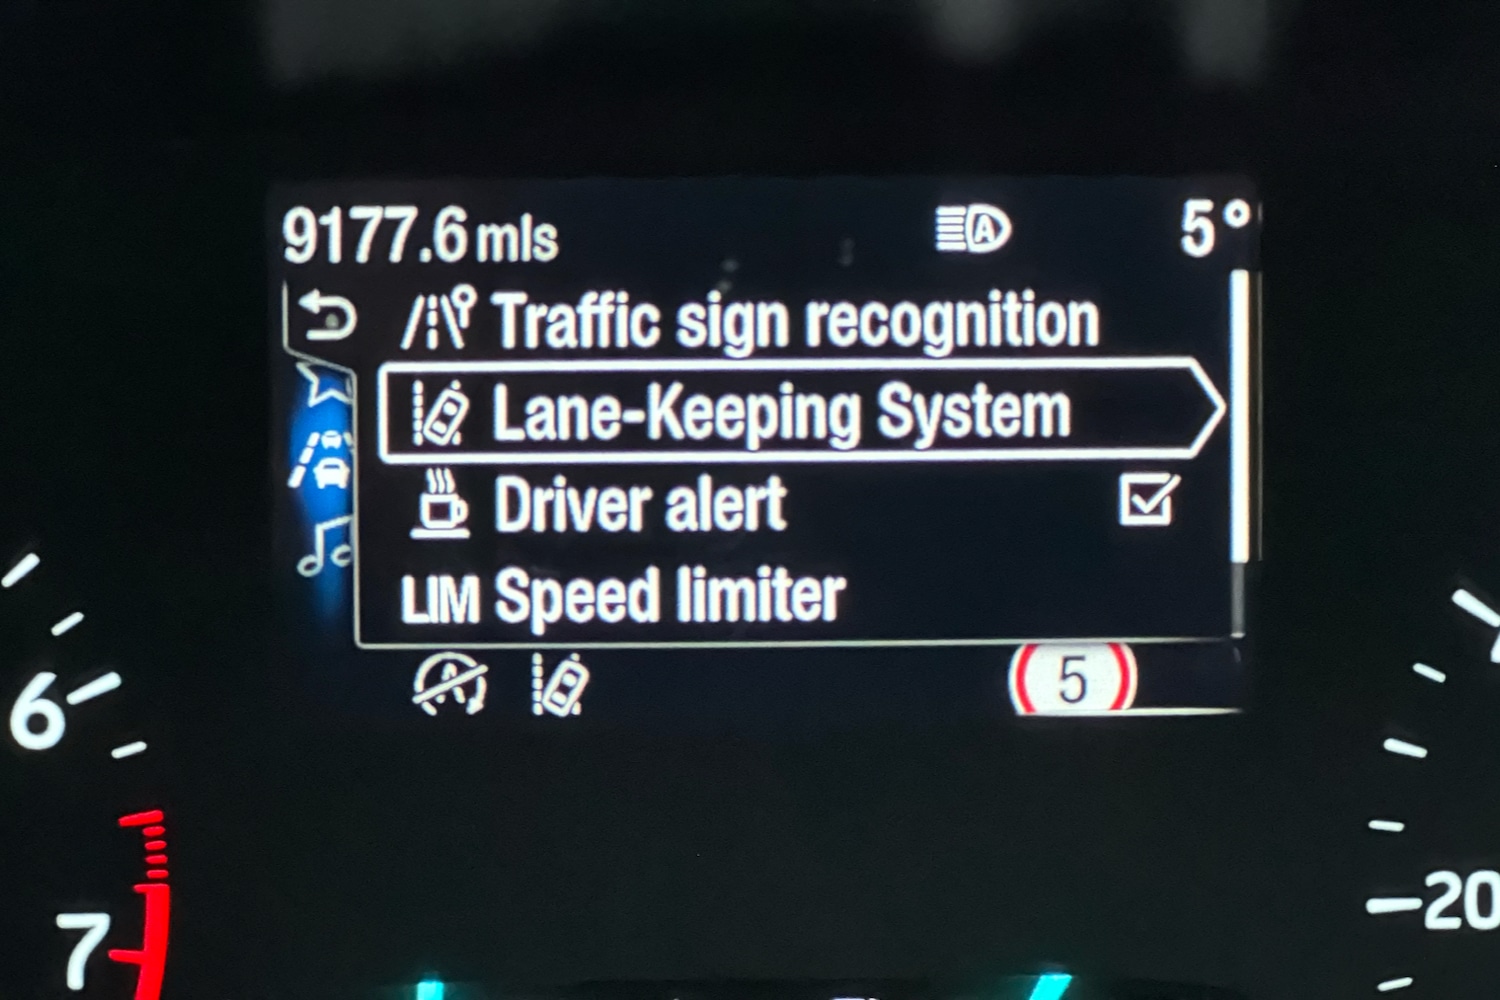 9177.6 mls A 5°
Traffic sign recognition
Lane-Keeping System
Driver alert
LIM Speed limiter
A 5
6
7
20